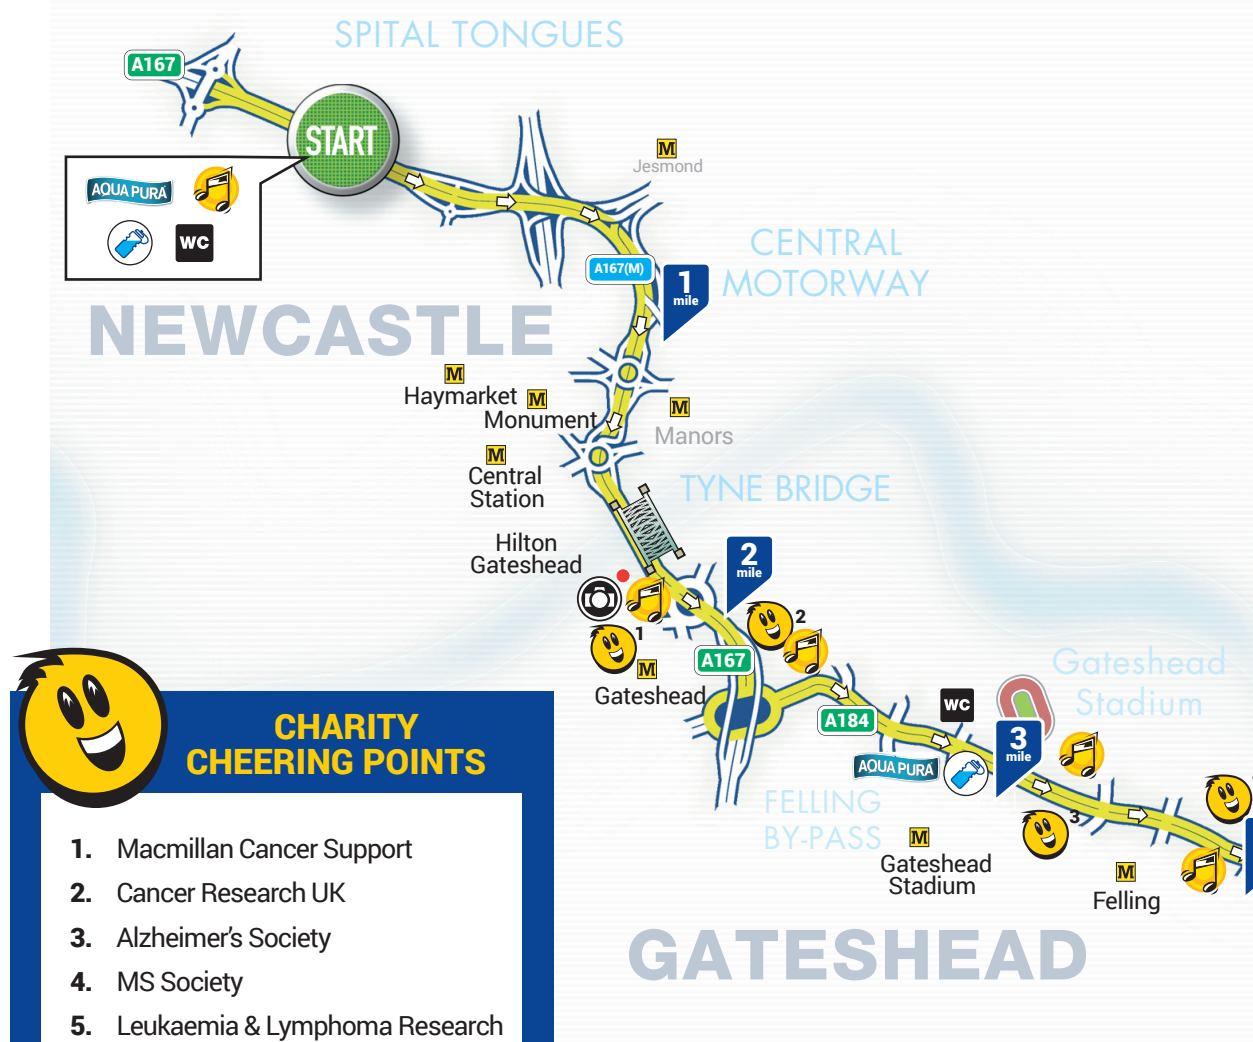 SPITAL TONGUES
A167
START
M
Jesmond
AQUA PURA
WC
CENTRAL
MOTORWAY
A167(M)
1
mile
NEWCASTLE
M
Haymarket
M
Monument
M
Manors
M
Central
Station
TYNE BRIDGE
Hilton
Gateshead
2
mile
1
2
M
Gateshead
A167
Gateshead
Stadium
WC
A184
3
mile
AQUA PURA
FELLING
BY-PASS
3
M
Gateshead
Stadium
M
Felling
GATESHEAD
CHARITY
CHEERING POINTS
1. Macmillan Cancer Support
2. Cancer Research UK
3. Alzheimer's Society
4. MS Society
5. Leukaemia & Lymphoma Research